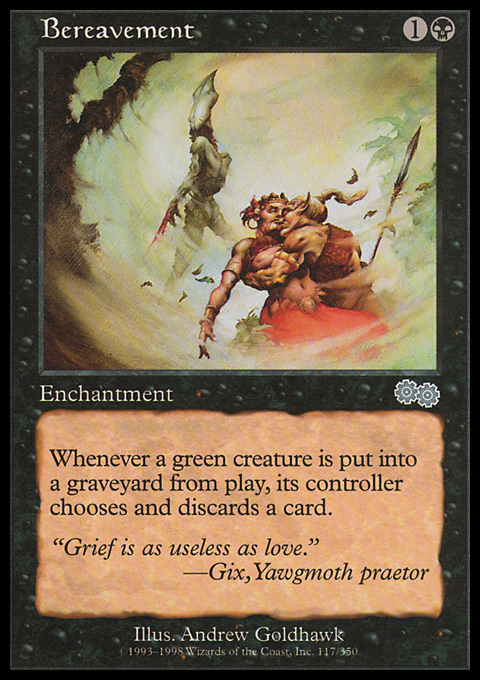 Bereavement 1
Enchantment
Whenever a green creature is put into
a graveyard from play, its controller
chooses and discards a card.
“Grief is as useless as love.”
—Gix, Yawgmoth praetor
Illus. Andrew Goldhawk
©1993–1998 Wizards of the Coast, Inc. 117/350